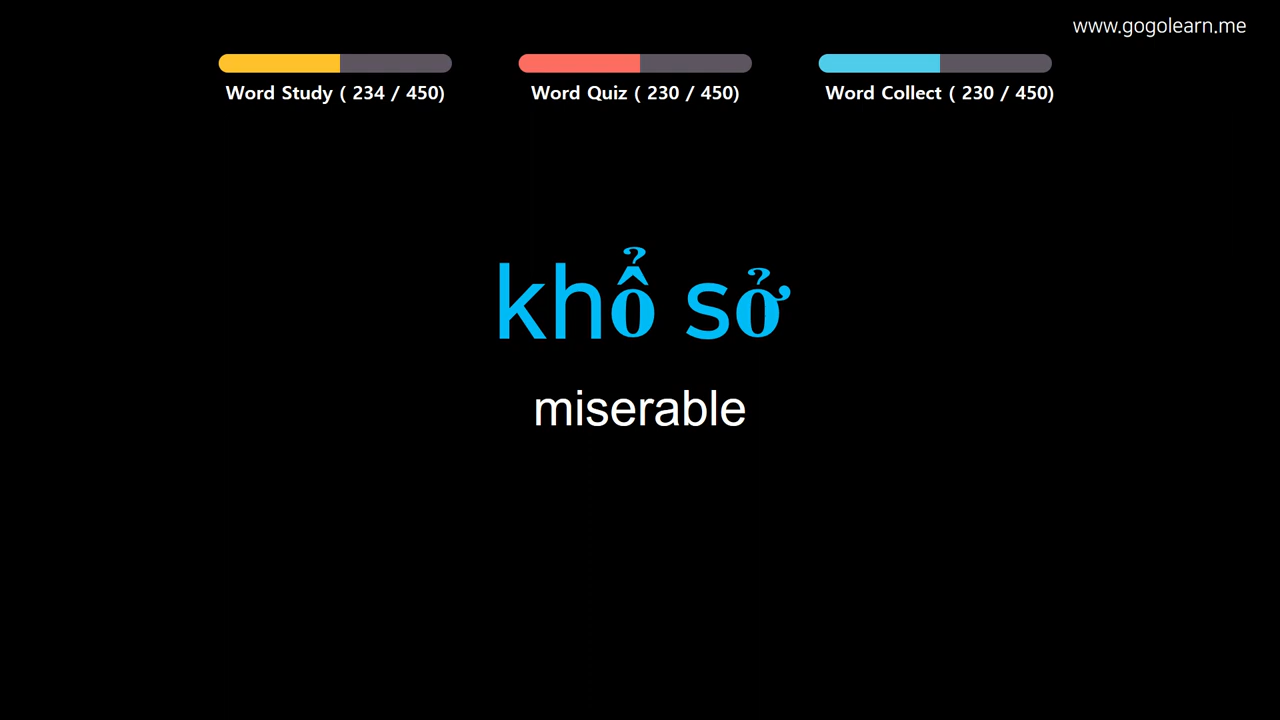 www.gogolearn.me
Word Study ( 234 / 450)
Word Quiz ( 230 / 450)
Word Collect ( 230 / 450)
khổ sở
miserable